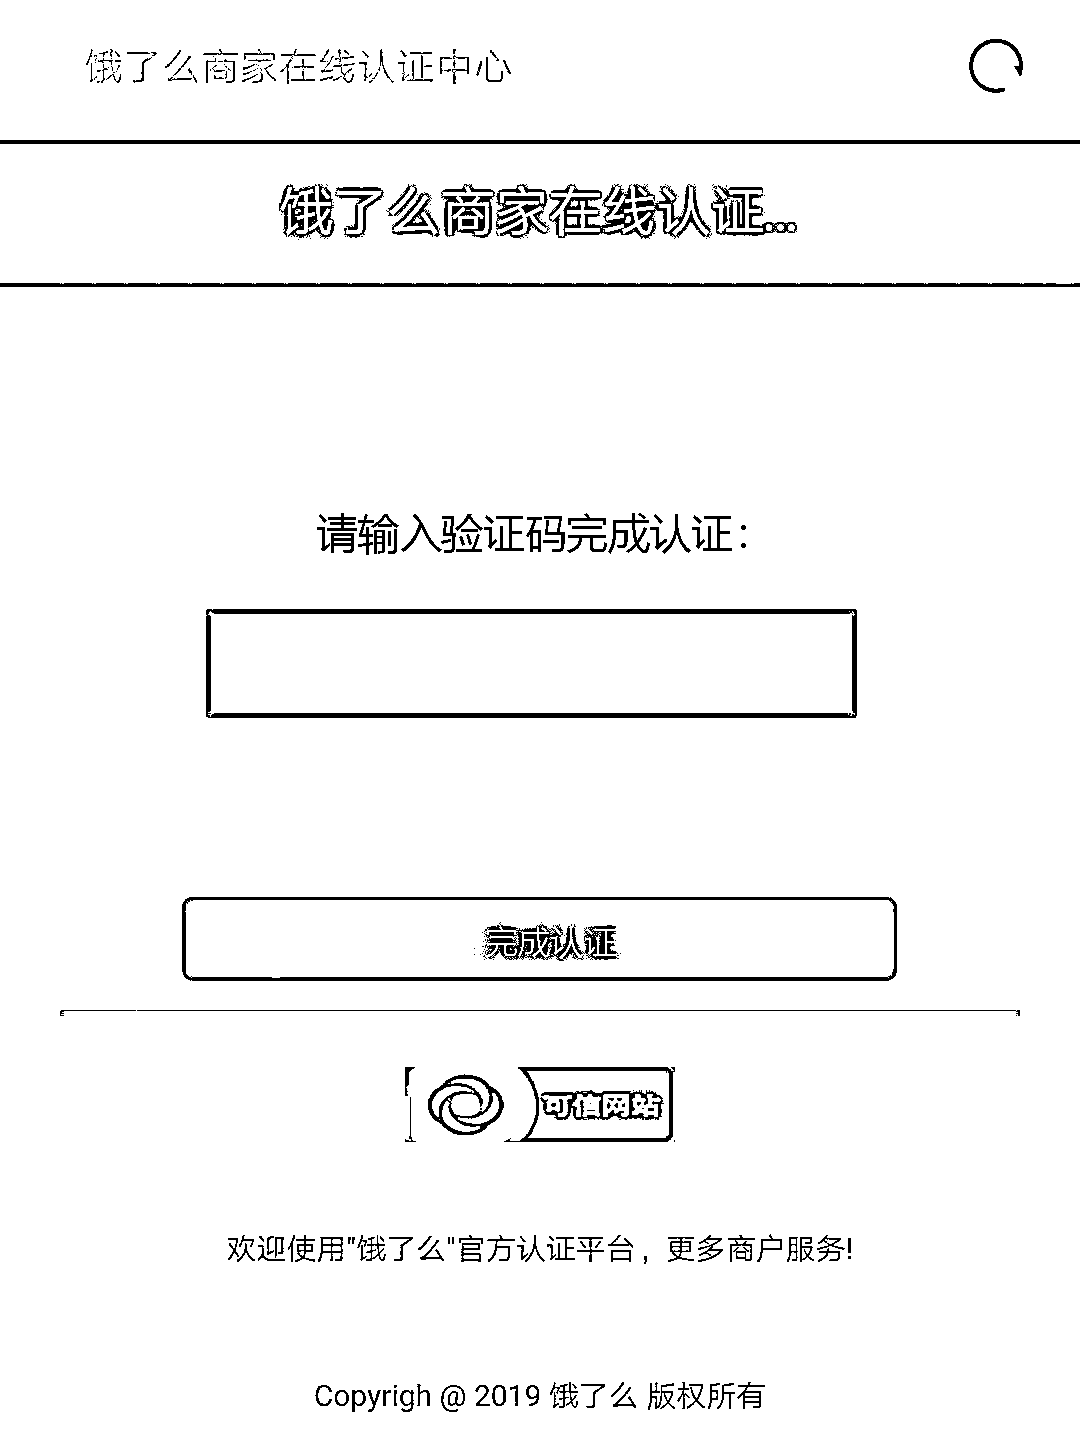 饿了么商家在线认证中心
饿了么商家在线认证...
请输入验证码完成认证：
完成认证
可信网站
欢迎使用"饿了么"官方认证平台，更多商户服务!
Copyrigh @ 2019 饿了么 版权所有